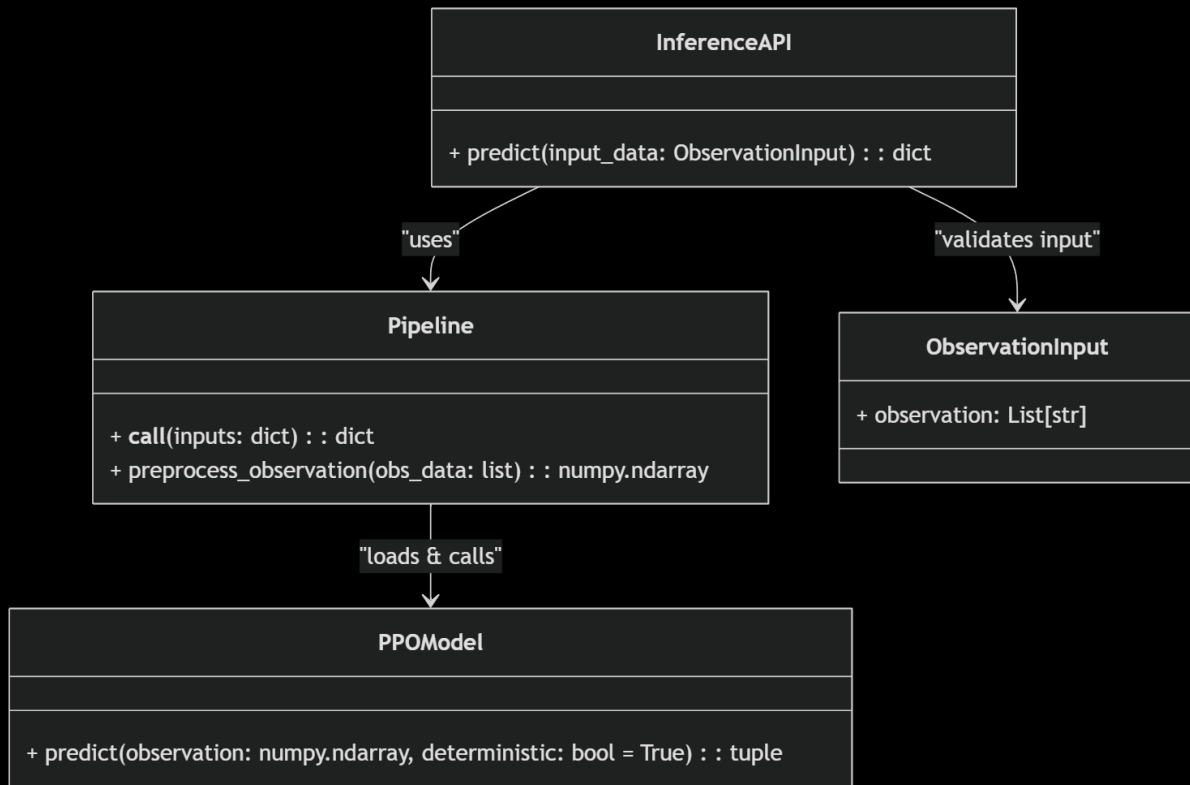 InferenceAPI
+ predict(input_data: ObservationInput) : : dict
"uses"
"validates input"
Pipeline
+ call(inputs: dict) : : dict
+ preprocess_observation(obs_data: list) : : numpy.ndarray
ObservationInput
+ observation: List[str]
"loads & calls"
PPOModel
+ predict(observation: numpy.ndarray, deterministic: bool = True) : : tuple